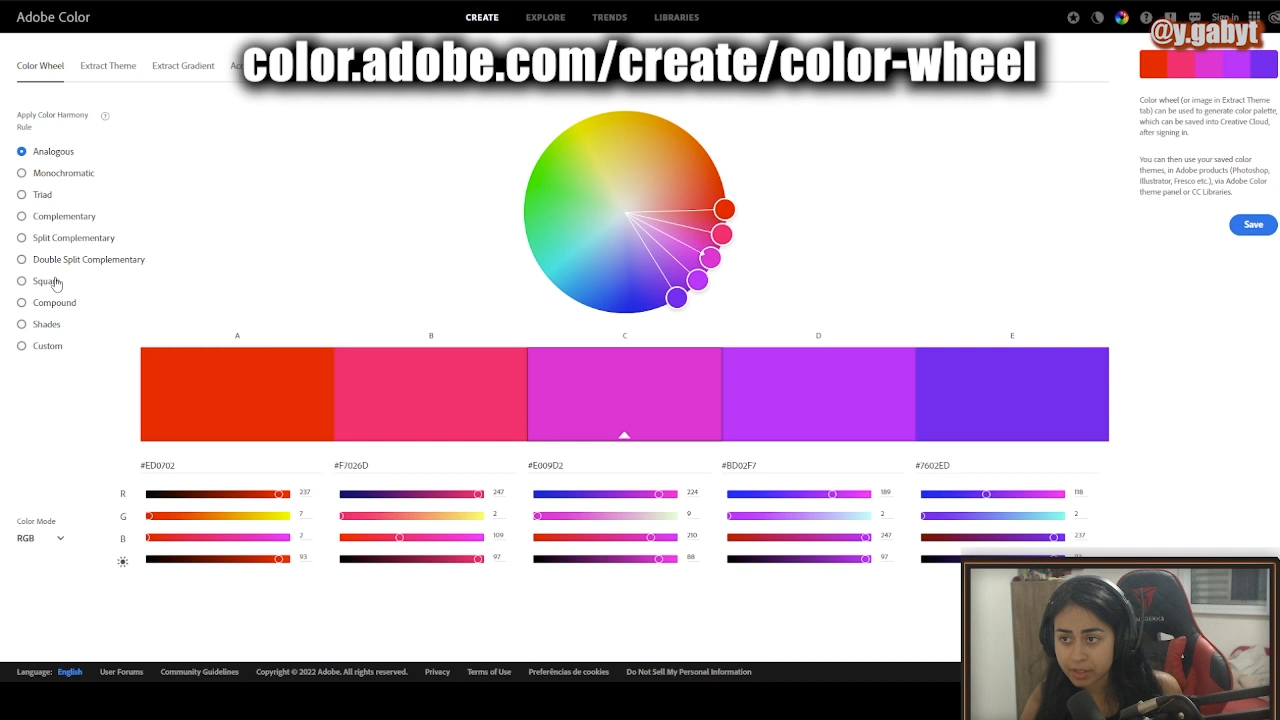 Adobe Color
CREATE
EXPLORE
TRENDS
LIBRARIES
Sign in
@y.gabyt
Color Wheel
Extract Theme
Extract Gradient
color.adobe.com/create/color-wheel
Color wheel (or image in Extract Theme
tab) can be used to generate color palette,
which can be saved into Creative Cloud,
after signing in.
You can then use your saved color
themes, in Adobe products (Photoshop,
Illustrator, Fresco etc.), via Adobe Color
theme panel or CC Libraries.
Save
Apply Color Harmony
Rule
Analogous
Monochromatic
Triad
Complementary
Split Complementary
Double Split Complementary
Square
Compound
Shades
Custom
A
B
C
D
E
#ED0702
#F7026D
#E009D2
#BD02F7
#7602ED
R
237
247
224
189
118
G
7
2
9
2
2
B
2
109
210
247
237
93
97
88
97
Color Mode
RGB
Language:
English
User Forums
Community Guidelines
Copyright © 2022 Adobe. All rights reserved.
Privacy
Terms of Use
Preferências de cookies
Do Not Sell My Personal Information